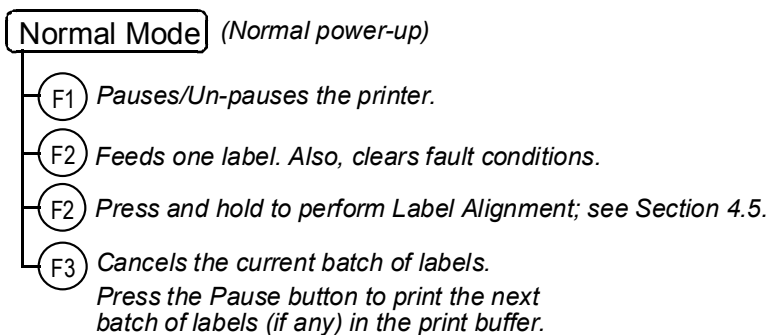 Normal Mode (Normal power-up)
F1 Pauses/Un-pauses the printer.
F2 Feeds one label. Also, clears fault conditions.
F2 Press and hold to perform Label Alignment; see Section 4.5.
F3 Cancels the current batch of labels.
Press the Pause button to print the next
batch of labels (if any) in the print buffer.